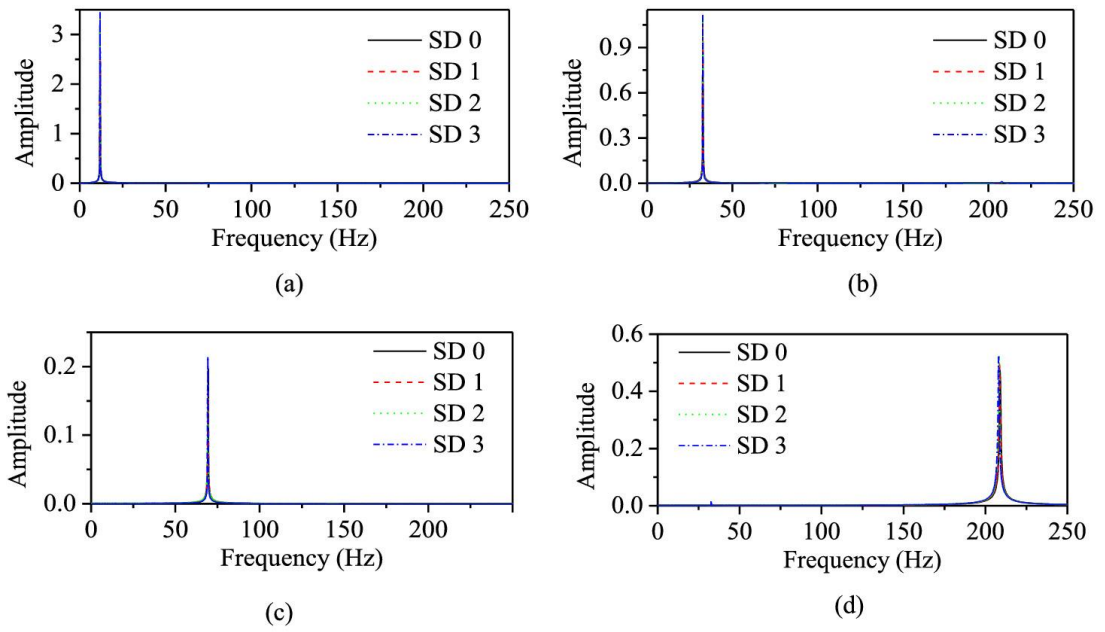 3
2
1
0
Amplitude
SD 0
SD 1
SD 2
SD 3
0 50 100 150 200 250
Frequency (Hz)
(a)
0.9
0.6
0.3
0.0
Amplitude
SD 0
SD 1
SD 2
SD 3
0 50 100 150 200 250
Frequency (Hz)
(b)
0.2
0.1
0.0
Amplitude
SD 0
SD 1
SD 2
SD 3
0 50 100 150 200
Frequency (Hz)
(c)
0.6
0.4
0.2
0.0
Amplitude
SD 0
SD 1
SD 2
SD 3
0 50 100 150 200 250
Frequency (Hz)
(d)